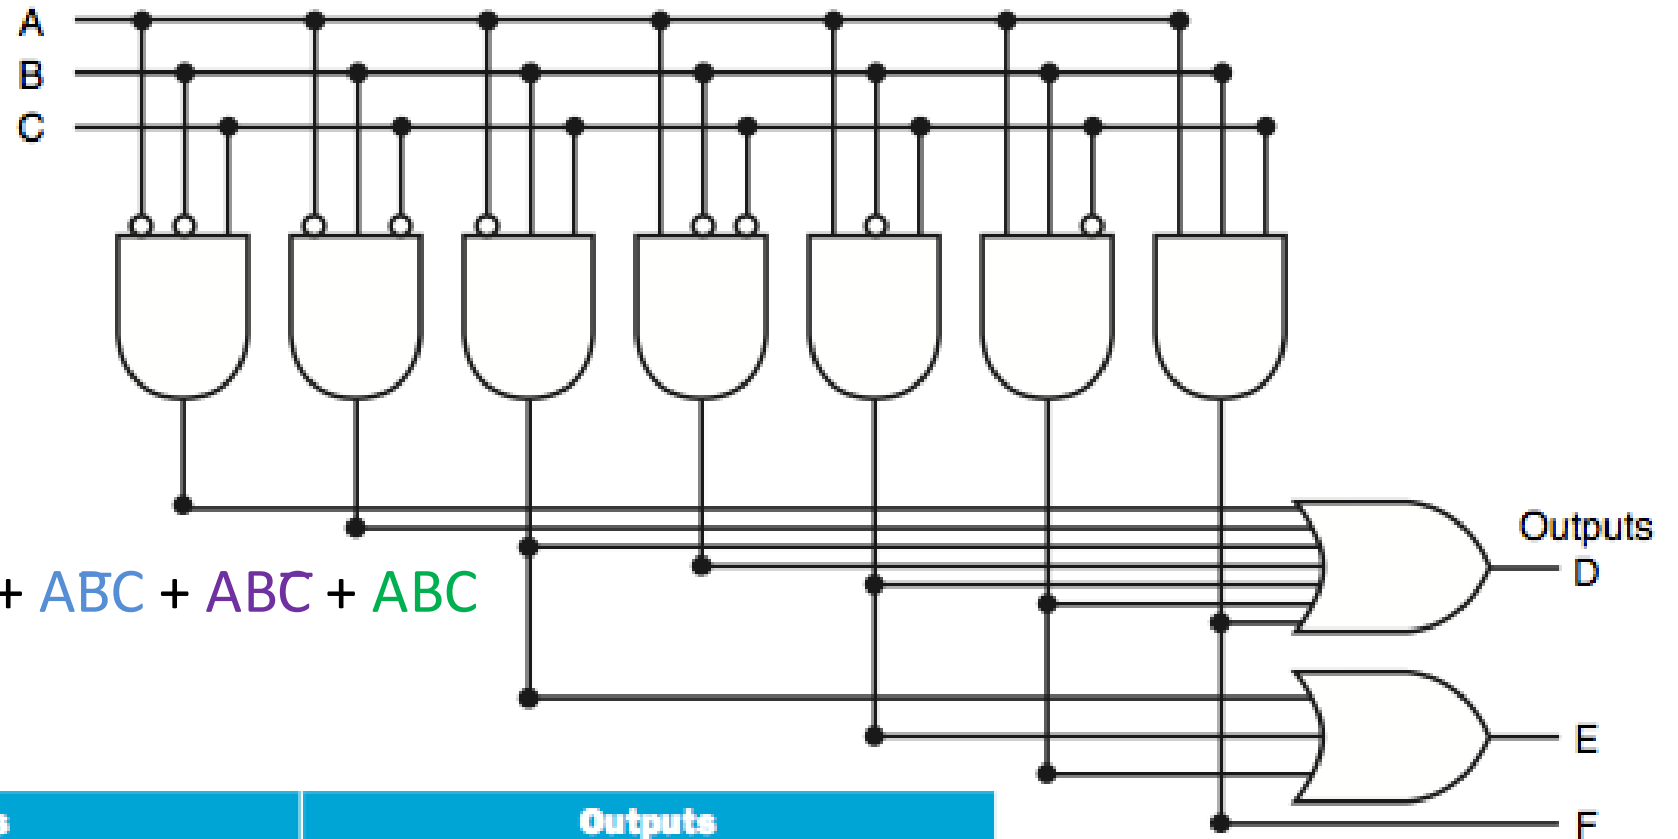 A
B
C
Outputs
D
+ AB̅C + ABC̅ + ABC
E
Outputs
F